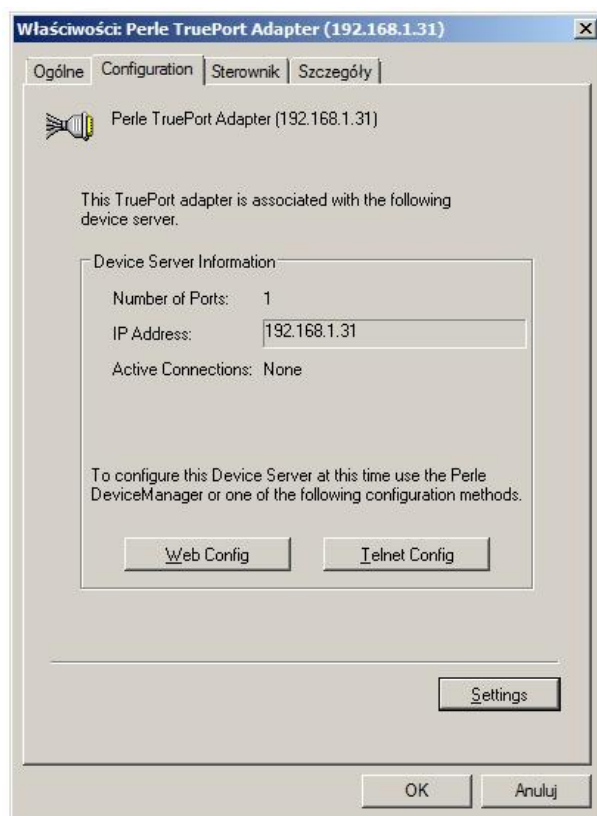 Właściwości: Perle TruePort Adapter (192.168.1.31)
Ogólne Configuration Sterownik Szczegóły
Perle TruePort Adapter (192.168.1.31)
This TruePort adapter is associated with the following
device server.
Device Server Information
Number of Ports: 1
IP Address: 192.168.1.31
Active Connections: None
To configure this Device Server at this time use the Perle
DeviceManager or one of the following configuration methods.
Web Config Telnet Config
Settings
OK Anuluj